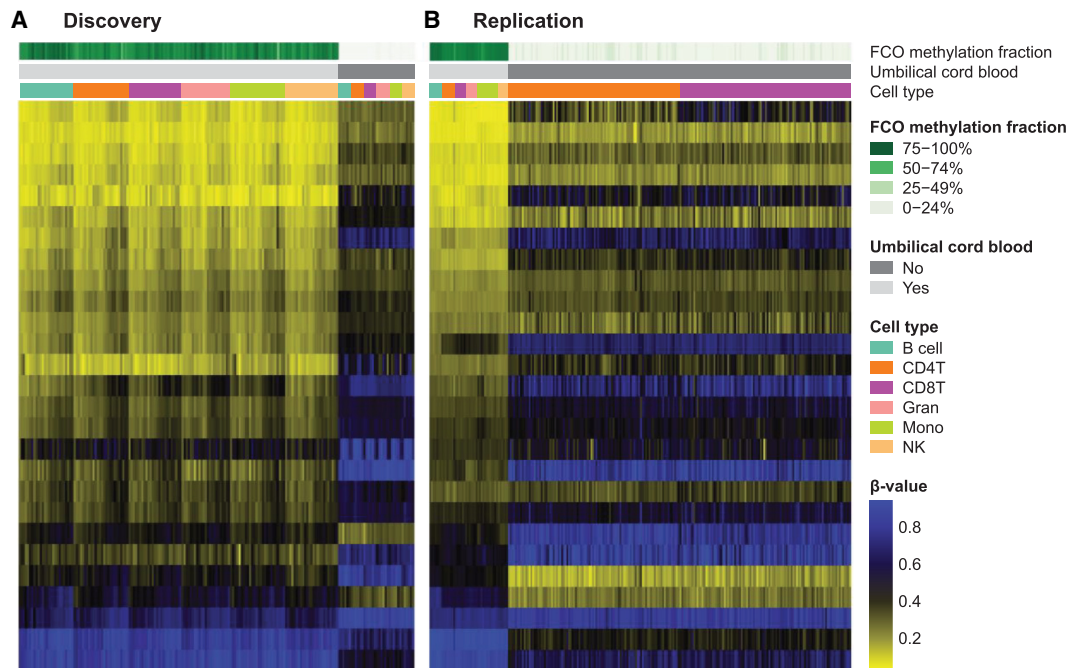 A Discovery
B Replication
FCO methylation fraction
Umbilical cord blood
Cell type
FCO methylation fraction
75−100%
50−74%
25−49%
0−24%
Umbilical cord blood
No
Yes
Cell type
B cell
CD4T
CD8T
Gran
Mono
NK
β-value
0.8
0.6
0.4
0.2